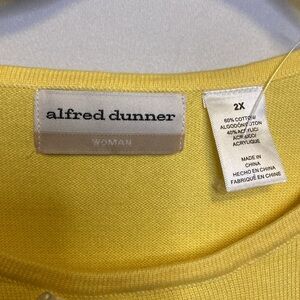 alfred dunner
WOMAN
2X
60% COTTON/
ALGODÓN/COTON
40% ACRYLIC/
ACRILICO/
ACRYLIQUE
MADE IN
CHINA
HECHO EN CHINA
FABRIQUÉ EN CHINE